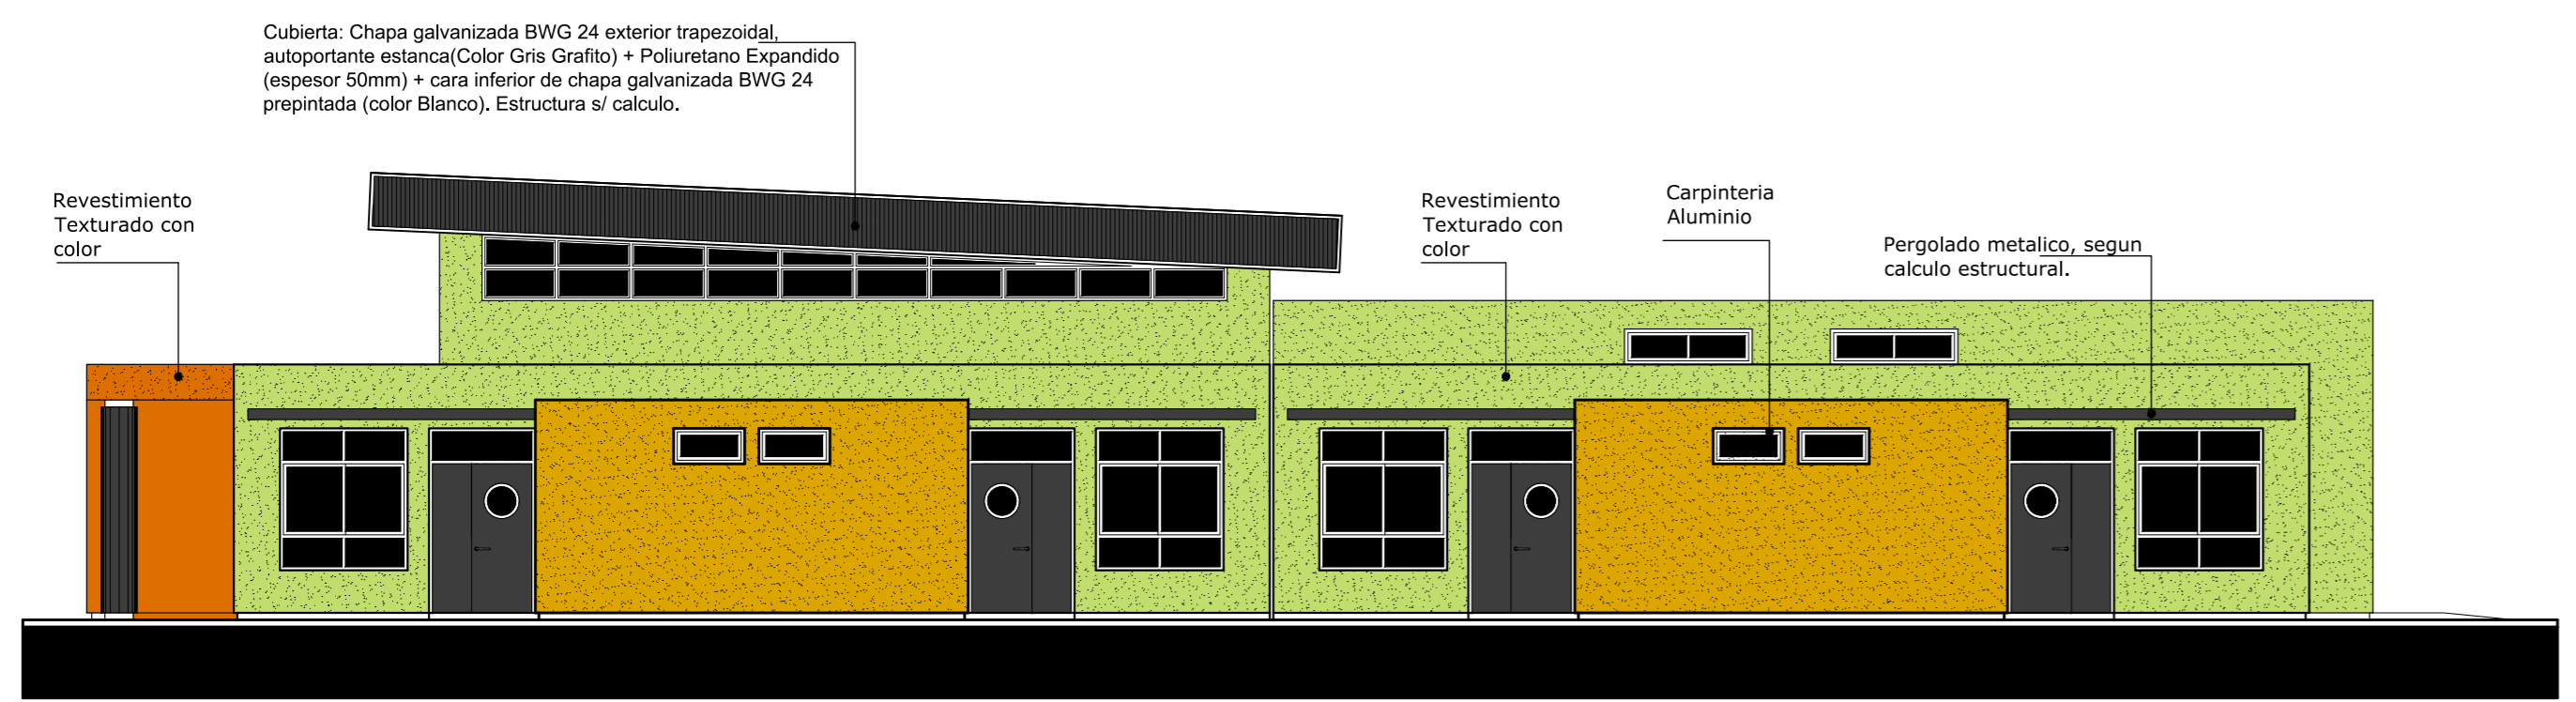 Cubierta: Chapa galvanizada BWG 24 exterior trapezoidal,
autoportante estanca(Color Gris Grafito) + Poliuretano Expandido
(espesor 50mm) + cara inferior de chapa galvanizada BWG 24
prepintada (color Blanco). Estructura s/ calculo.
Revestimiento
Texturado con
color
Revestimiento
Texturado con
color
Carpinteria
Aluminio
Pergolado metalico, segun
calculo estructural.